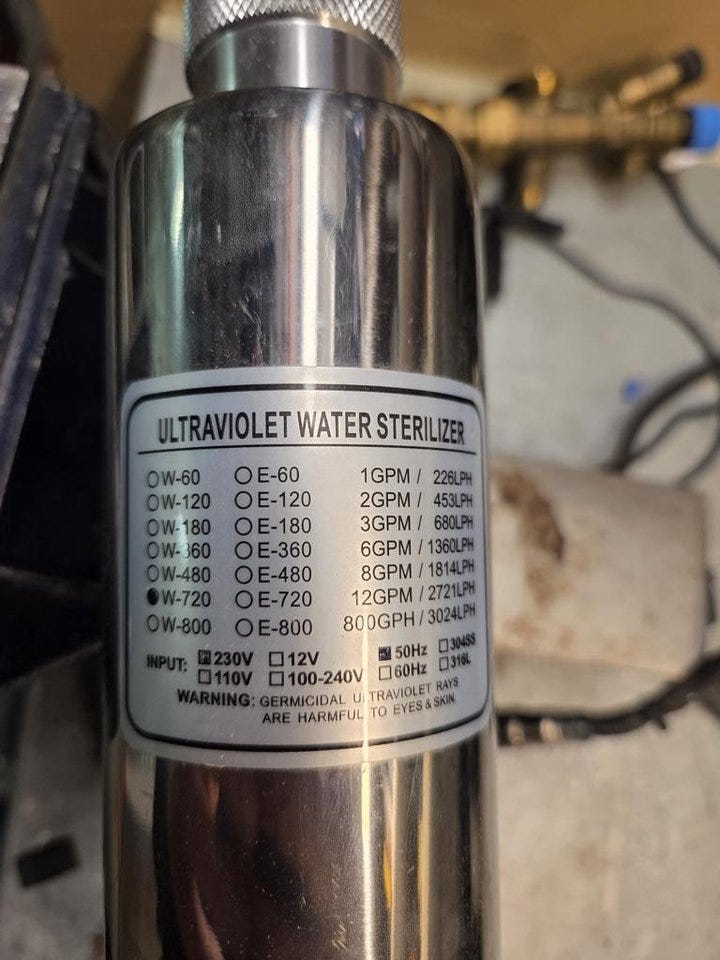 ULTRAVIOLET WATER STERILIZER
○ W-60 ○ E-60 1GPM / 226LPH
○ W-120 ○ E-120 2GPM / 453LPH
○ W-180 ○ E-180 3GPM / 680LPH
○ W-360 ○ E-360 6GPM / 1360LPH
○ W-480 ○ E-480 8GPM / 1814LPH
● W-720 ○ E-720 12GPM / 2721LPH
○ W-800 ○ E-800 800GPH / 3024LPH
INPUT: ■ 230V □ 12V ■ 50Hz □ 304SS
□ 110V □ 100-240V □ 60Hz □ 316L
WARNING: GERMICIDAL ULTRAVIOLET RAYS
ARE HARMFUL TO EYES & SKIN.